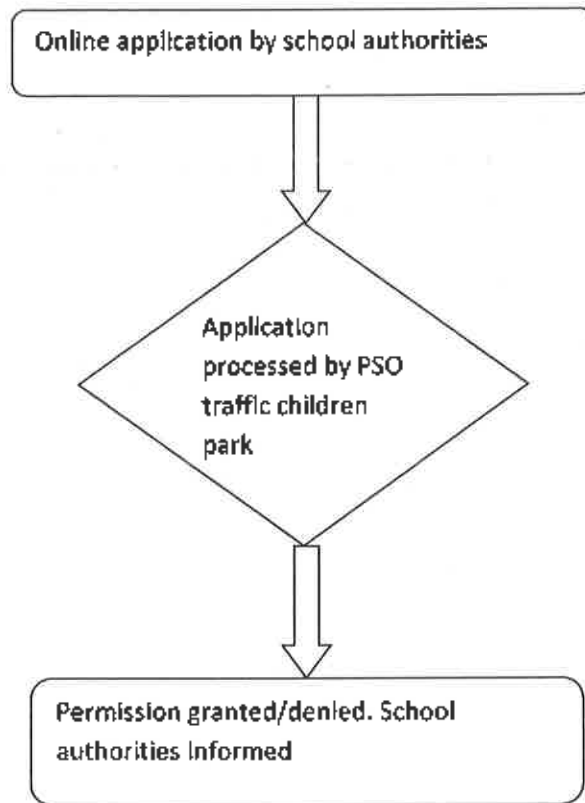 Online application by school authorities
Application
processed by PSO
traffic children
park
Permission granted/denied. School
authorities Informed